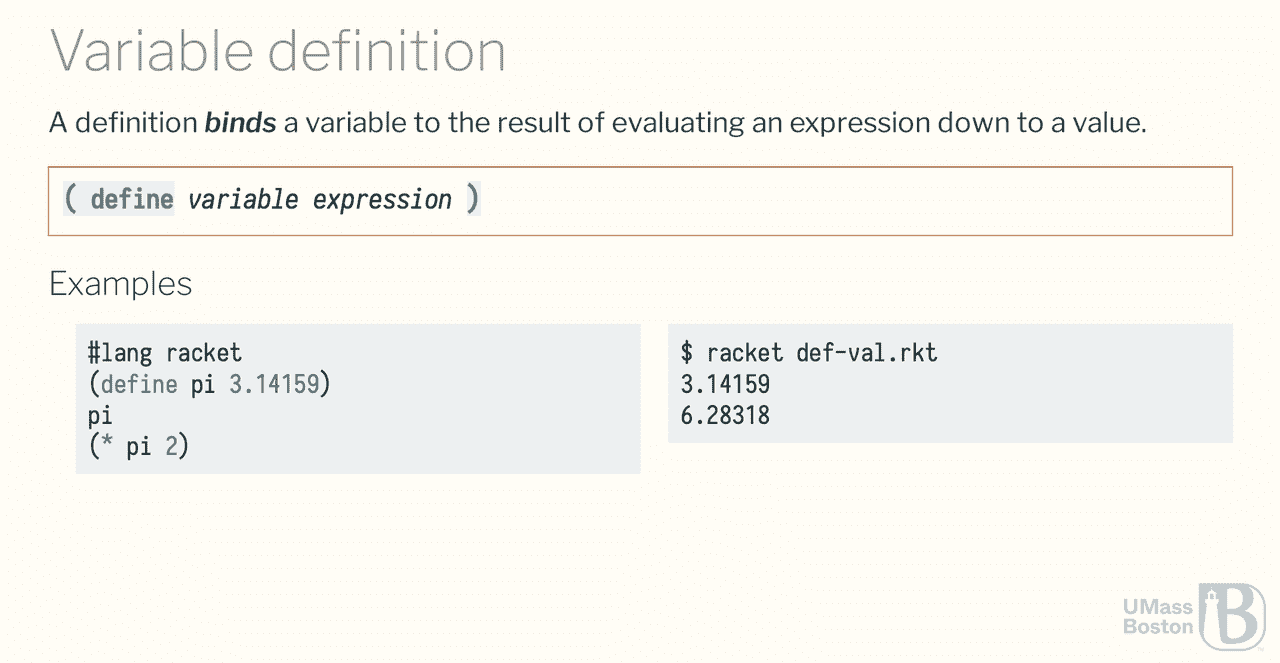 Variable definition
A definition binds a variable to the result of evaluating an expression down to a value.
( define variable expression )
Examples
#lang racket
(define pi 3.14159)
pi
(* pi 2)
$ racket def-val.rkt
3.14159
6.28318
UMass
Boston
B